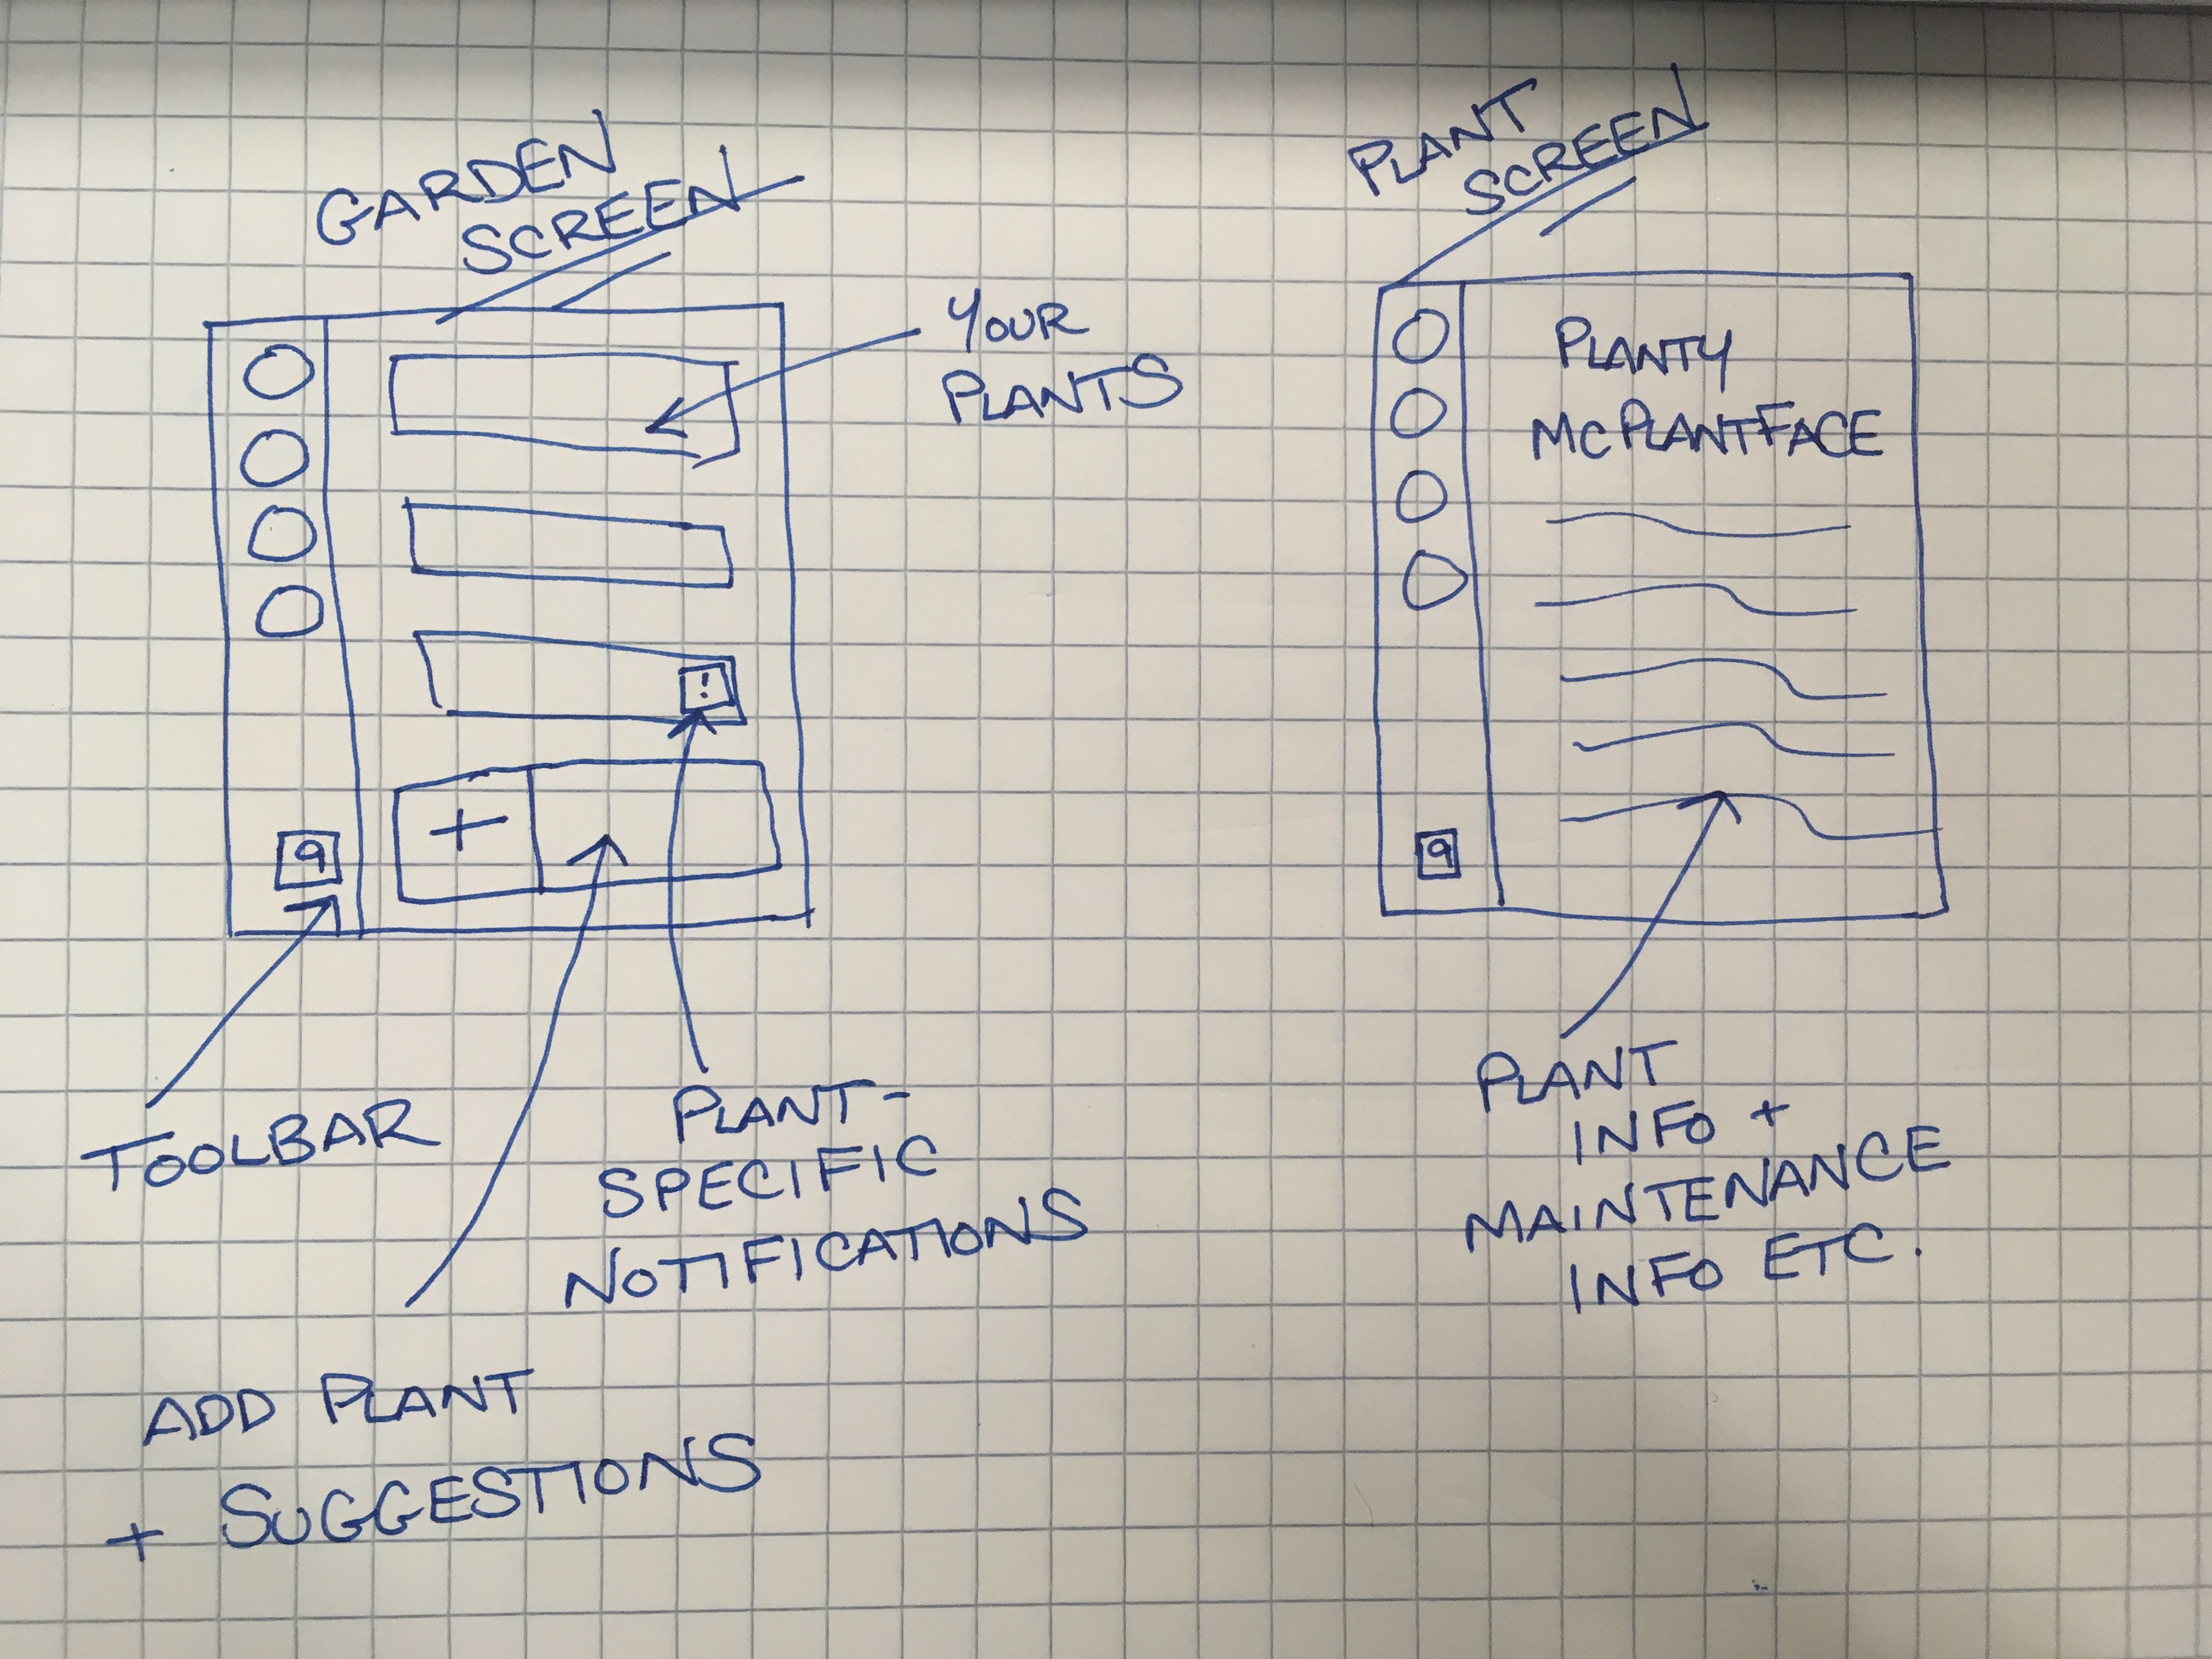 GARDEN
SCREEN
YOUR
PLANTS
!
+
9
TOOLBAR
PLANT-
SPECIFIC
NOTIFICATIONS
ADD PLANT
+ SUGGESTIONS
PLANT
SCREEN
PLANTY
MCPLANTFACE
9
PLANT
INFO +
MAINTENANCE
INFO ETC.